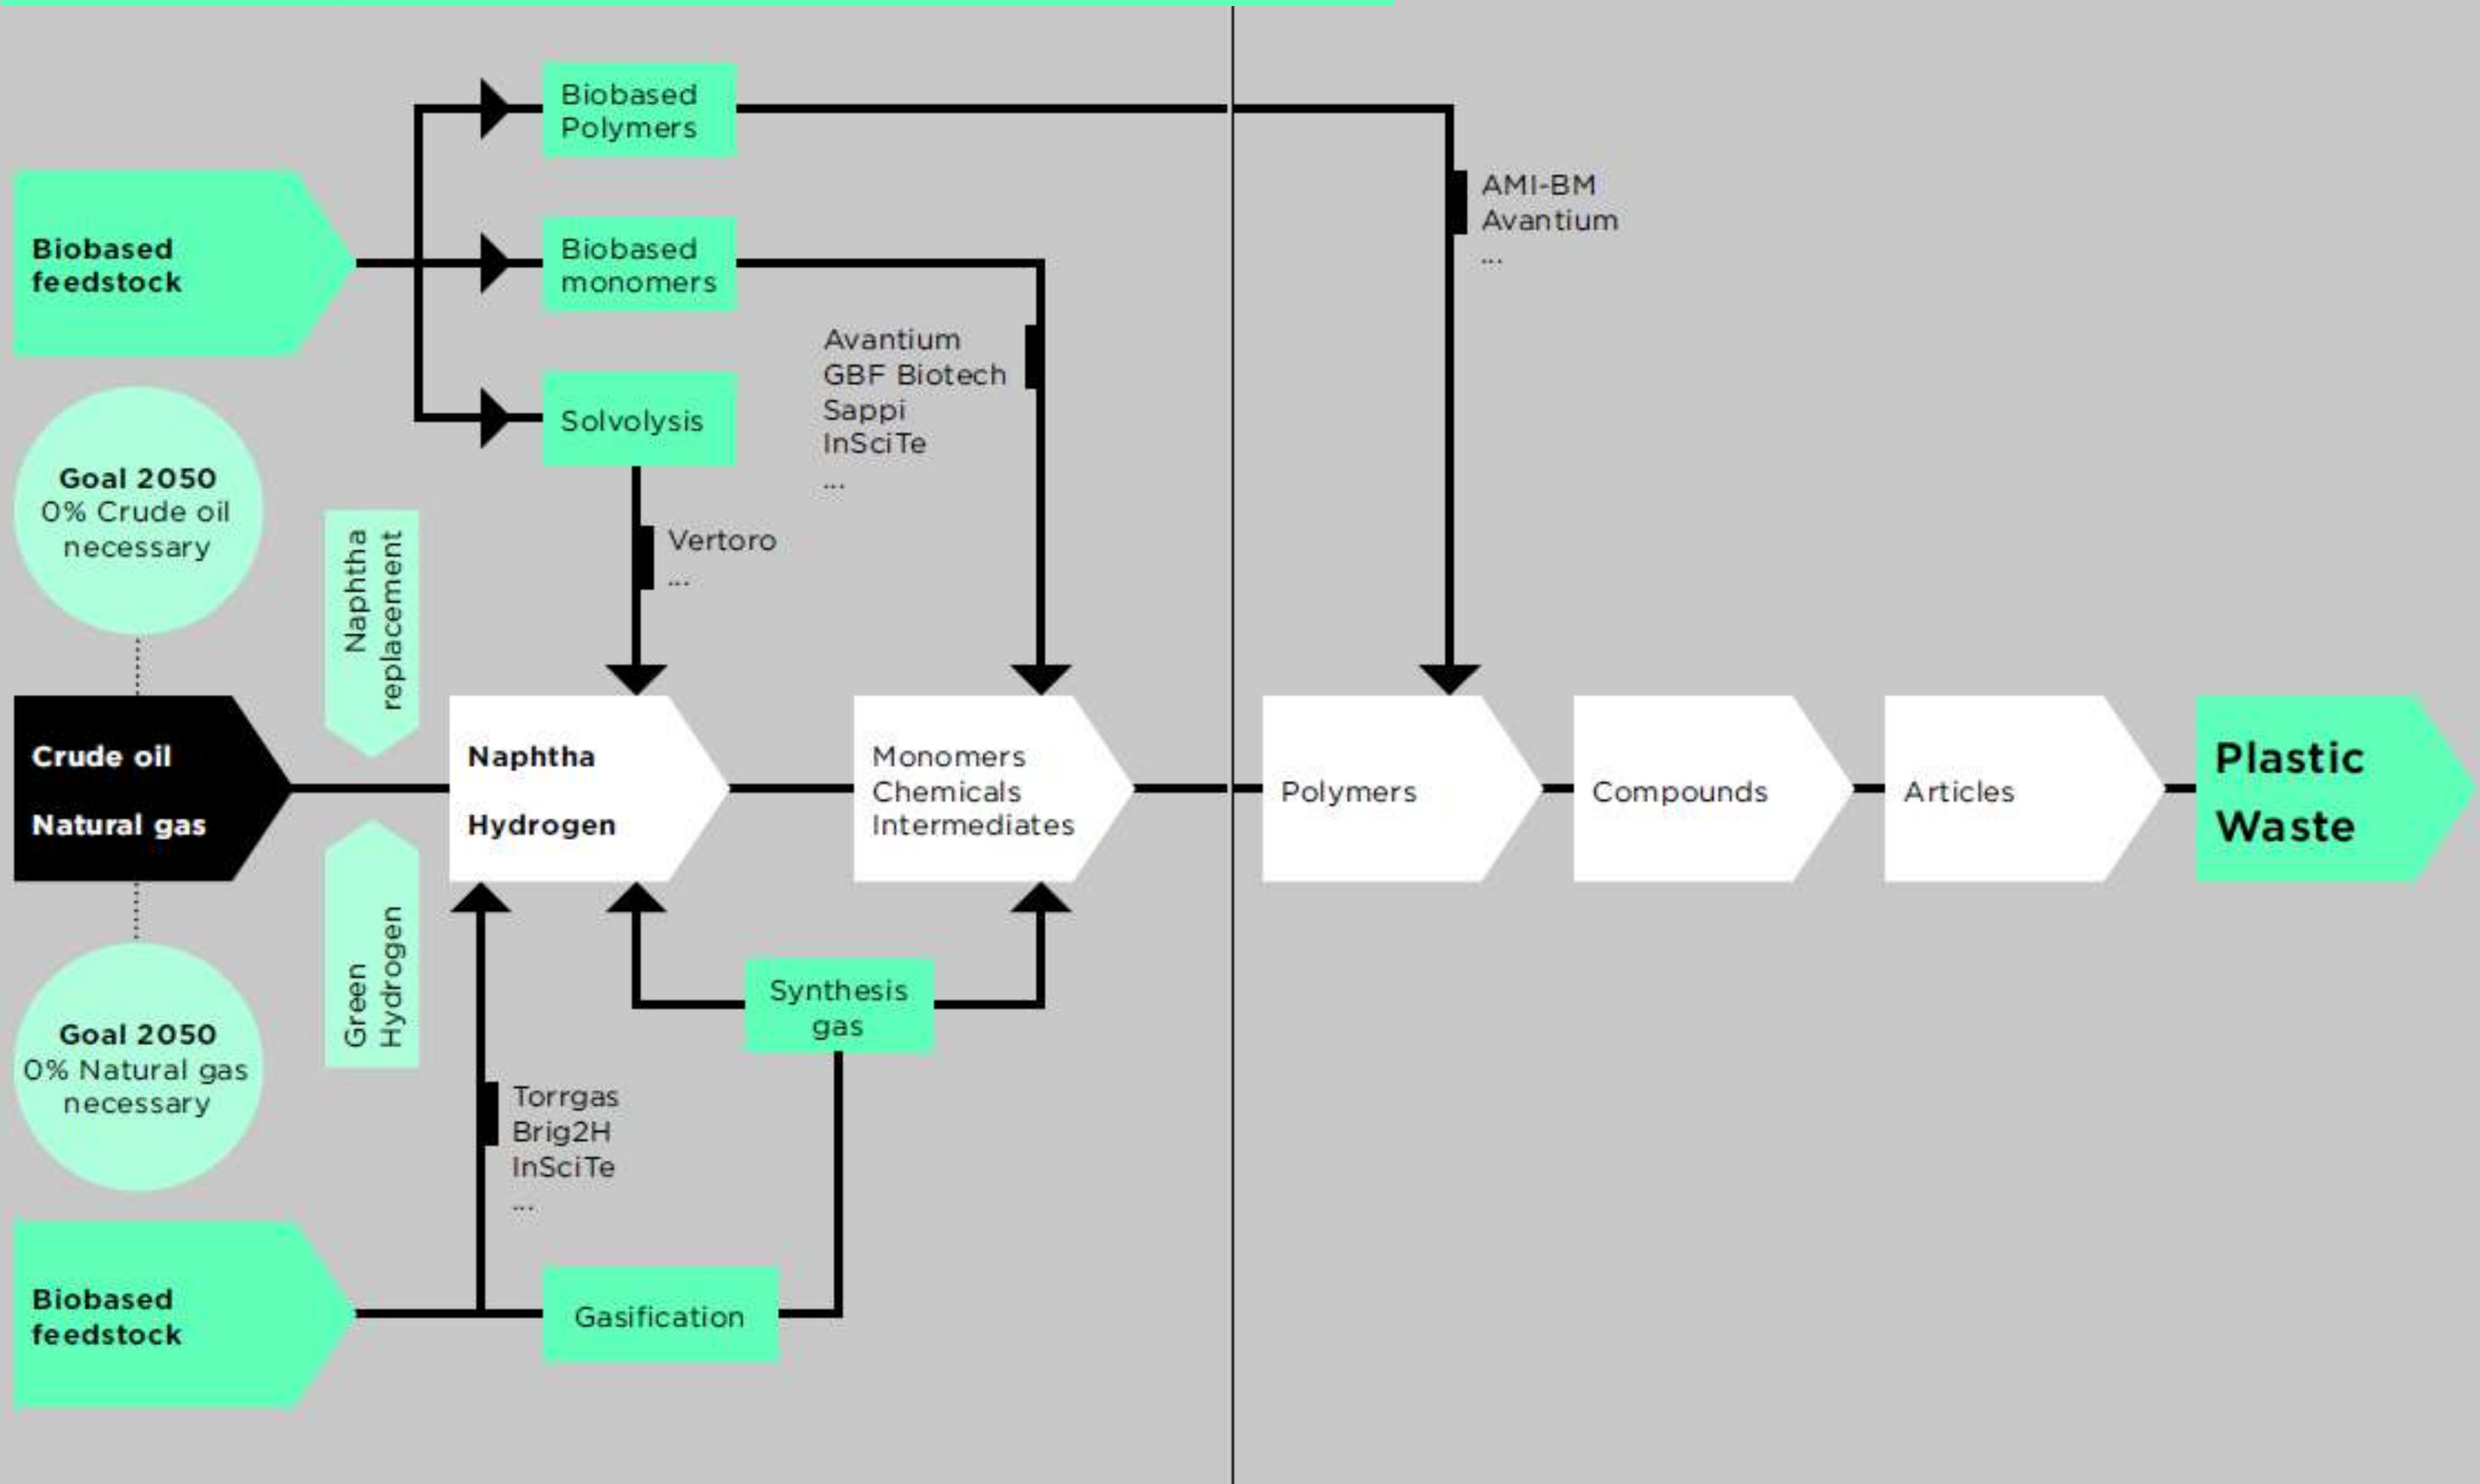 Biobased
Polymers
AMI-BM
Avantium
...
Biobased
feedstock
Biobased
monomers
Avantium
GBF Biotech
Sappi
InSciTe
...
Solvolysis
Goal 2050
0% Crude oil
necessary
Naphtha
replacement
Vertoro
...
Crude oil
Natural gas
Naphtha
Hydrogen
Monomers
Chemicals
Intermediates
Polymers
Compounds
Articles
Plastic
Waste
Green
Hydrogen
Synthesis
gas
Goal 2050
0% Natural gas
necessary
Torrgas
Brig2H
InSciTe
...
Biobased
feedstock
Gasification